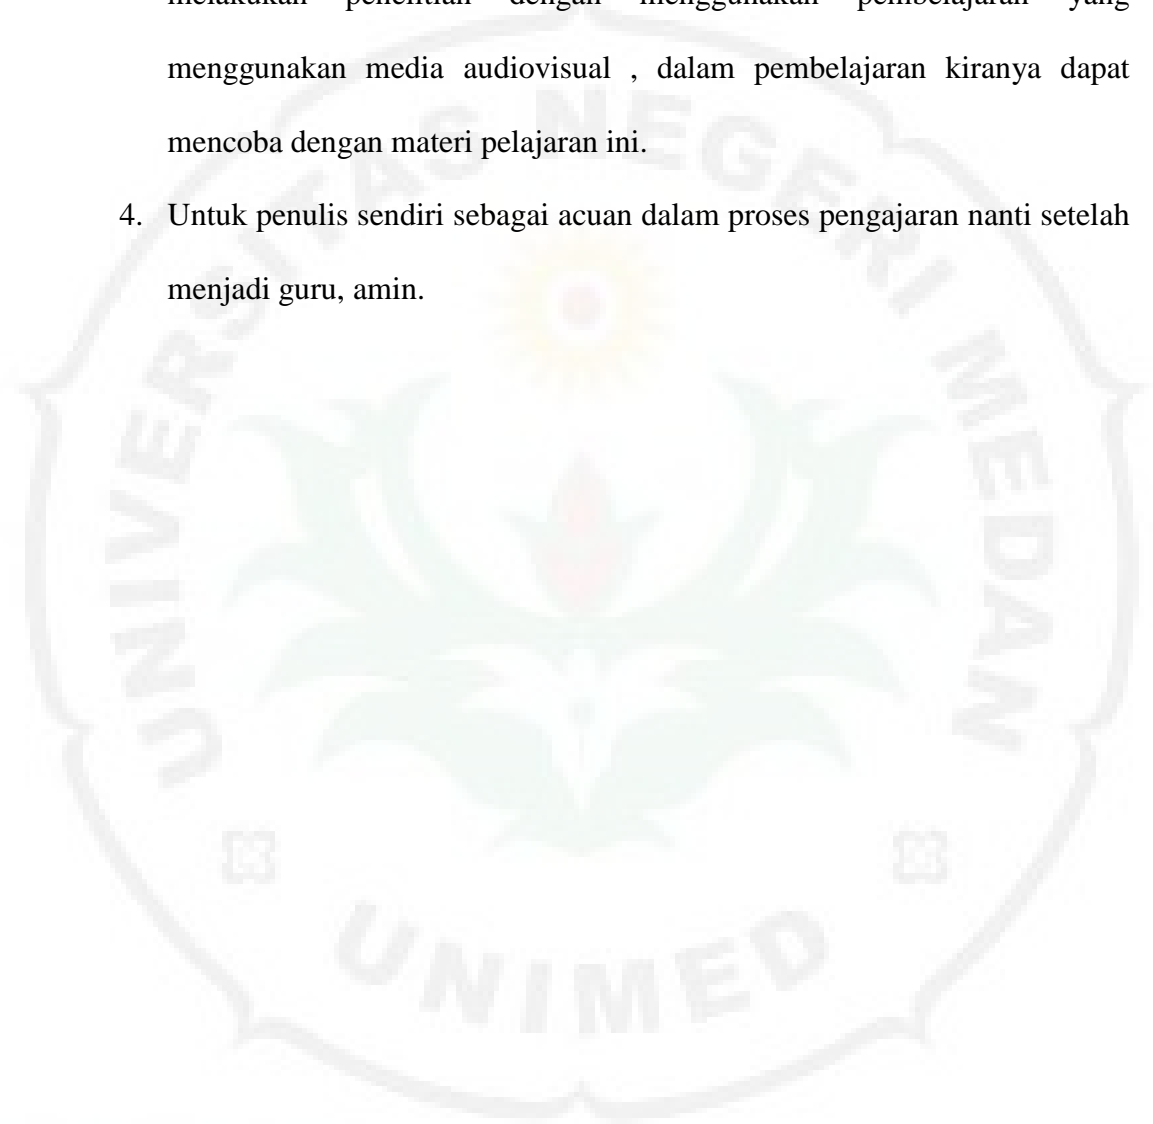 melakukan penelitian dengan menggunakan pembelajaran yang
menggunakan media audiovisual , dalam pembelajaran kiranya dapat
mencoba dengan materi pelajaran ini.
4. Untuk penulis sendiri sebagai acuan dalam proses pengajaran nanti setelah
menjadi guru, amin.
UNIVERSITAS NEGERI MEDAN
UNIMED